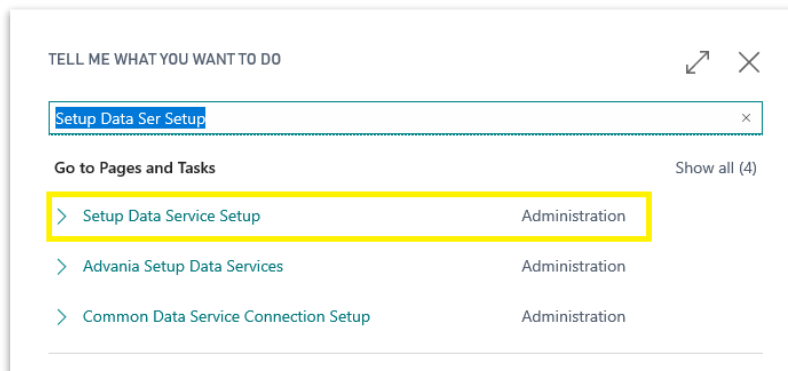 TELL ME WHAT YOU WANT TO DO
Setup Data Ser Setup
Go to Pages and Tasks Show all (4)
Setup Data Service Setup Administration
Advania Setup Data Services Administration
Common Data Service Connection Setup Administration